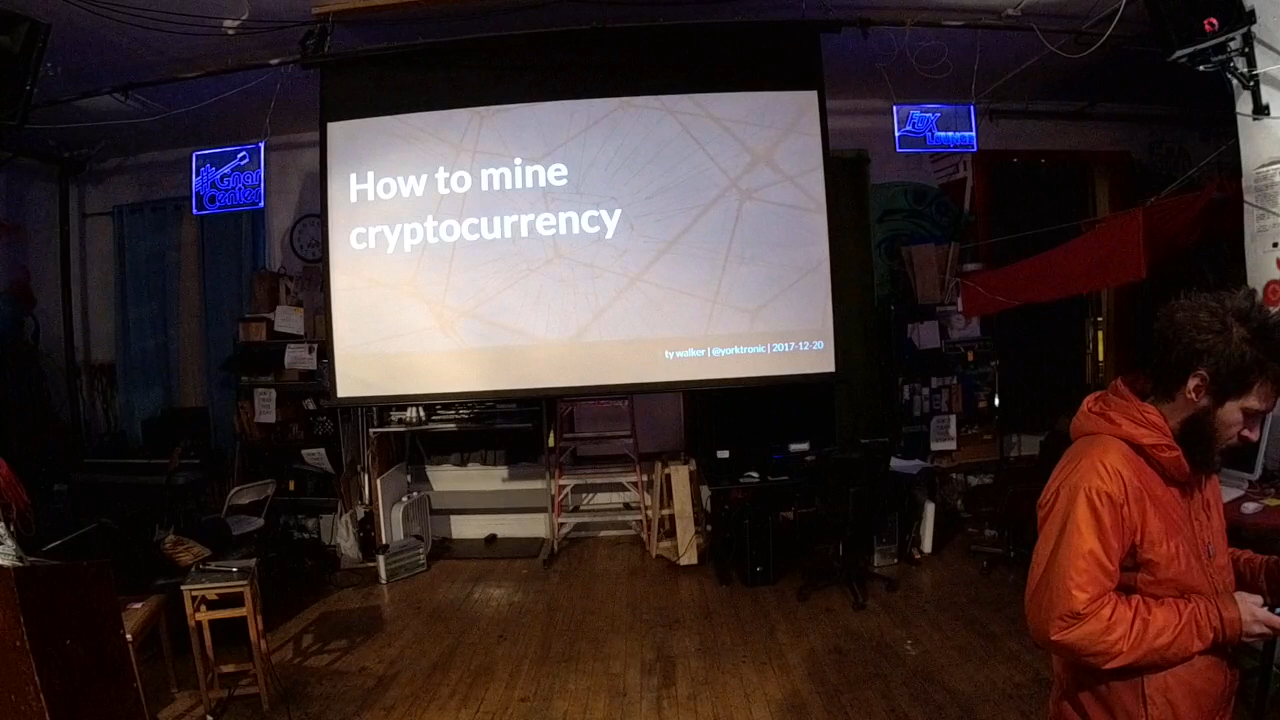 How to mine
cryptocurrency
ty walker | @yorktronic | 2017-12-20
#Gnar
Center
Fox
Lounge